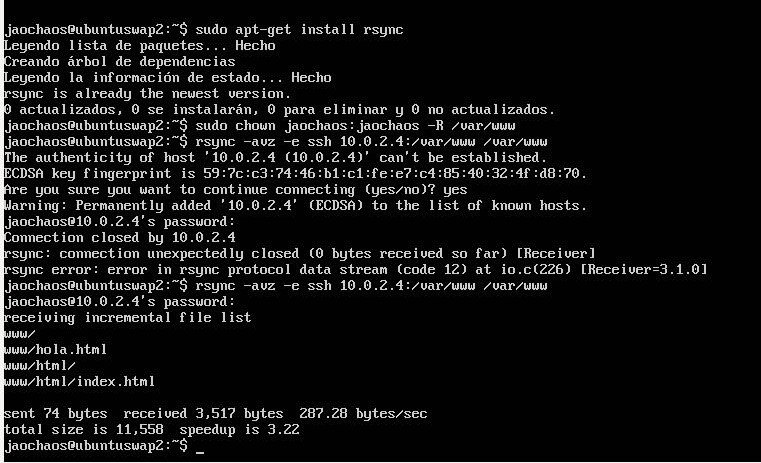 jaochaos@ubuntuswap2:~$ sudo apt-get install rsync
Leyendo lista de paquetes... Hecho
Creando árbol de dependencias
Leyendo la información de estado... Hecho
rsync is already the newest version.
0 actualizados, 0 se instalarán, 0 para eliminar y 0 no actualizados.
jaochaos@ubuntuswap2:~$ sudo chown jaochaos:jaochaos -R /var/www
jaochaos@ubuntuswap2:~$ rsync -avz -e ssh 10.0.2.4:/var/www /var/www
The authenticity of host '10.0.2.4 (10.0.2.4)' can't be established.
ECDSA key fingerprint is 59:7c:c3:74:46:b1:c1:fe:e7:c4:85:40:32:4f:d8:70.
Are you sure you want to continue connecting (yes/no)? yes
Warning: Permanently added '10.0.2.4' (ECDSA) to the list of known hosts.
jaochaos@10.0.2.4's password:
Connection closed by 10.0.2.4
rsync: connection unexpectedly closed (0 bytes received so far) [Receiver]
rsync error: error in rsync protocol data stream (code 12) at io.c(226) [Receiver=3.1.0]
jaochaos@ubuntuswap2:~$ rsync -avz -e ssh 10.0.2.4:/var/www /var/www
jaochaos@10.0.2.4's password:
receiving incremental file list
www/
www/hola.html
www/html/
www/html/index.html
sent 74 bytes  received 3,517 bytes  287.28 bytes/sec
total size is 11,558  speedup is 3.22
jaochaos@ubuntuswap2:~$ _